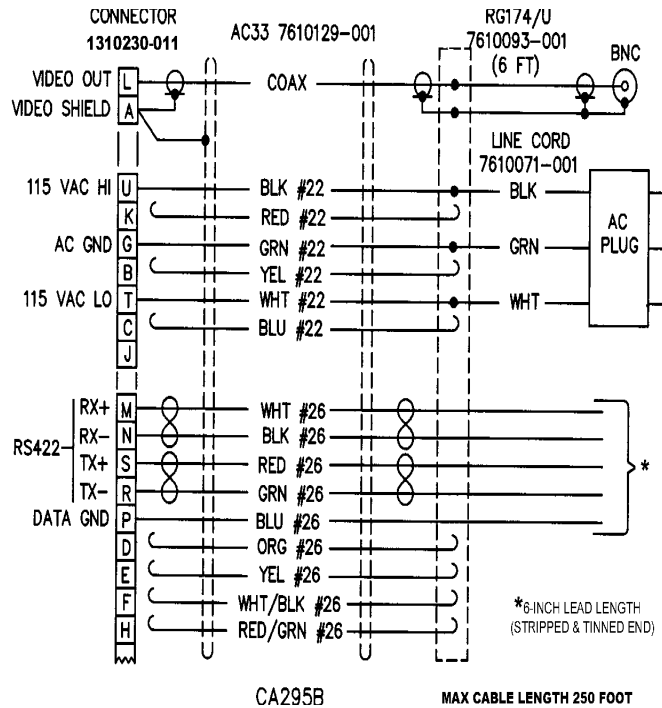 CONNECTOR
1310230-011
AC33 7610129-001
RG174/U
7610093-001
(6 FT)
BNC
VIDEO OUT L COAX
VIDEO SHIELD A
LINE CORD
7610071-001
115 VAC HI U BLK #22 BLK
K RED #22
AC GND G GRN #22 GRN
AC
PLUG
B YEL #22
115 VAC LO T WHT #22 WHT
C BLU #22
J
RS422
RX+ M WHT #26
RX- N BLK #26
TX+ S RED #26
TX- R GRN #26
*
DATA GND P BLU #26
D ORG #26
E YEL #26
F WHT/BLK #26
H RED/GRN #26
*6-INCH LEAD LENGTH
(STRIPPED & TINNED END)
CA295B
MAX CABLE LENGTH 250 FOOT